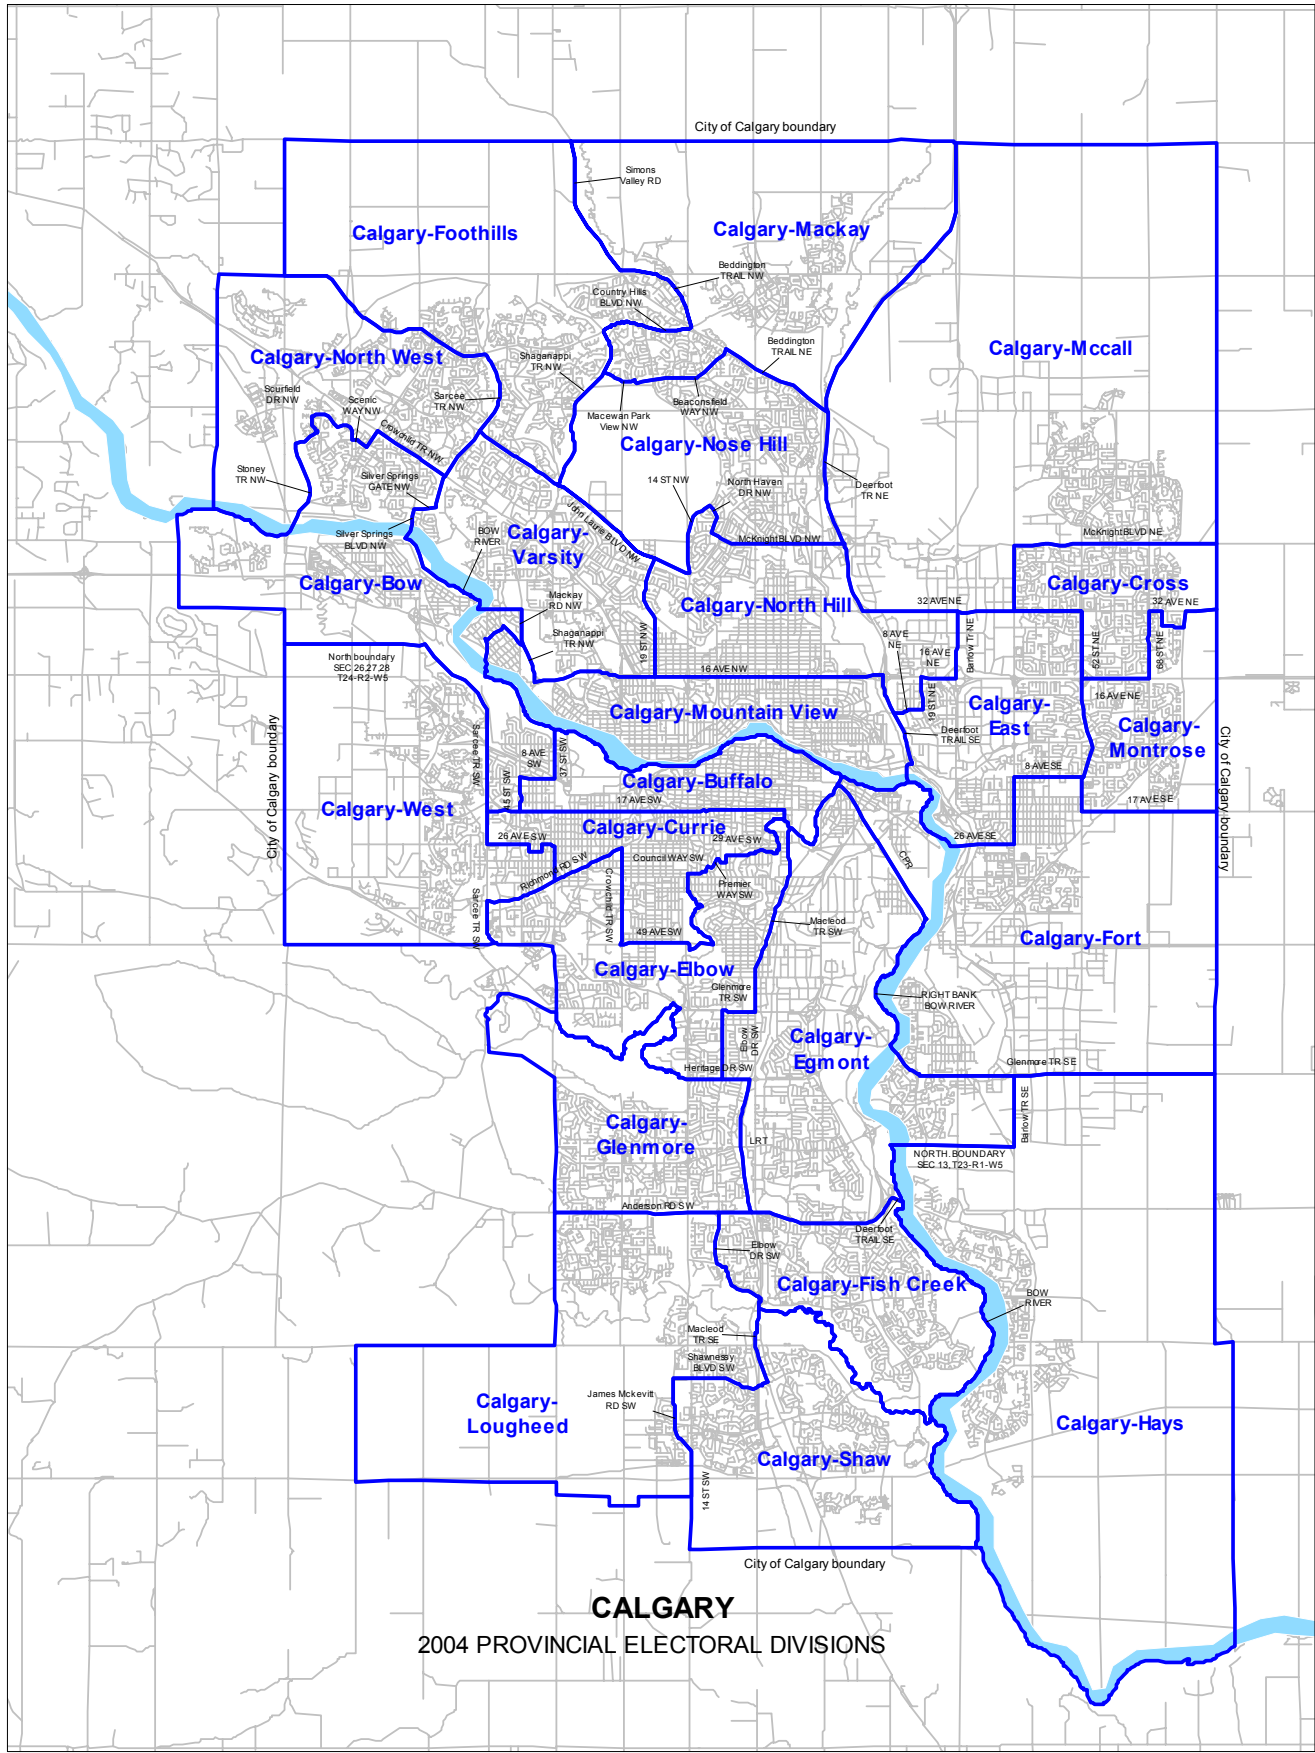 City of Calgary boundary
Simons
Valley RD
Calgary-Foothills
Calgary-Mackay
Beddington
TRAIL NW
Country Hills
BLVD NW
Calgary-North West
Shaganappi
TR NW
Beddington
TRAIL NE
Calgary-Mccall
Scurfield
DR NW
Scenic
WAY NW
Sarcee
TR NW
Macewan Park
View NW
Beaconsfield
WAY NW
Crowchild TR NW
Calgary-Nose Hill
Stoney
TR NW
Silver Springs
GATE NW
14 ST NW
North Haven
DR NW
Deerfoot
TR NE
Silver Springs
BLVD NW
BOW
RIVER
Calgary-
Varsity
John Laurie BLVD NW
McKnight BLVD NW
McKnight BLVD NE
Calgary-Bow
Calgary-Cross
Mackay
RD NW
Calgary-North Hill
32 AVE NE
32 AVE NE
Shaganappi
TR NW
19 ST NW
8 AVE
NE
16 AVE
NE
Barlow Tr NE
52 ST NE
68 ST NE
North boundary
SEC 26,27,28
T24-R2-W5
16 AVE NW
19 ST NE
16 AVE NE
Calgary-Mountain View
Calgary-
East
Calgary-
Montrose
City of Calgary boundary
Sarcee TR SW
8 AVE
SW
37 ST SW
45 ST SW
Deerfoot
TRAIL SE
8 AVE SE
City of Calgary boundary
Calgary-Buffalo
Calgary-West
17 AVE SW
17 AVE SE
Calgary-Currie
26 AVE SW
29 AVE SW
26 AVE SE
Richmond RD SW
Council WAY SW
CPR
Crowchild TR SW
Premier
WAY SW
Sarcee TR SW
49 AVE SW
Macleod
TR SW
Calgary-Fort
Calgary-Elbow
Glenmore
TR SW
RIGHT BANK
BOW RIVER
Elbow
DR SW
Calgary-
Egmont
Heritage DR SW
Glenmore TR SE
Barlow TR SE
Calgary-
Glenmore
LRT
NORTH. BOUNDARY
SEC 13, T23-R1-W5
Anderson RD SW
Deerfoot
TRAIL SE
Elbow
DR SW
Calgary-Fish Creek
BOW
RIVER
Macleod
TR SE
Shawnessy
BLVD SW
James Mckevitt
RD SW
Calgary-
Lougheed
Calgary-Hays
Calgary-Shaw
14 ST SW
City of Calgary boundary
CALGARY
2004 PROVINCIAL ELECTORAL DIVISIONS